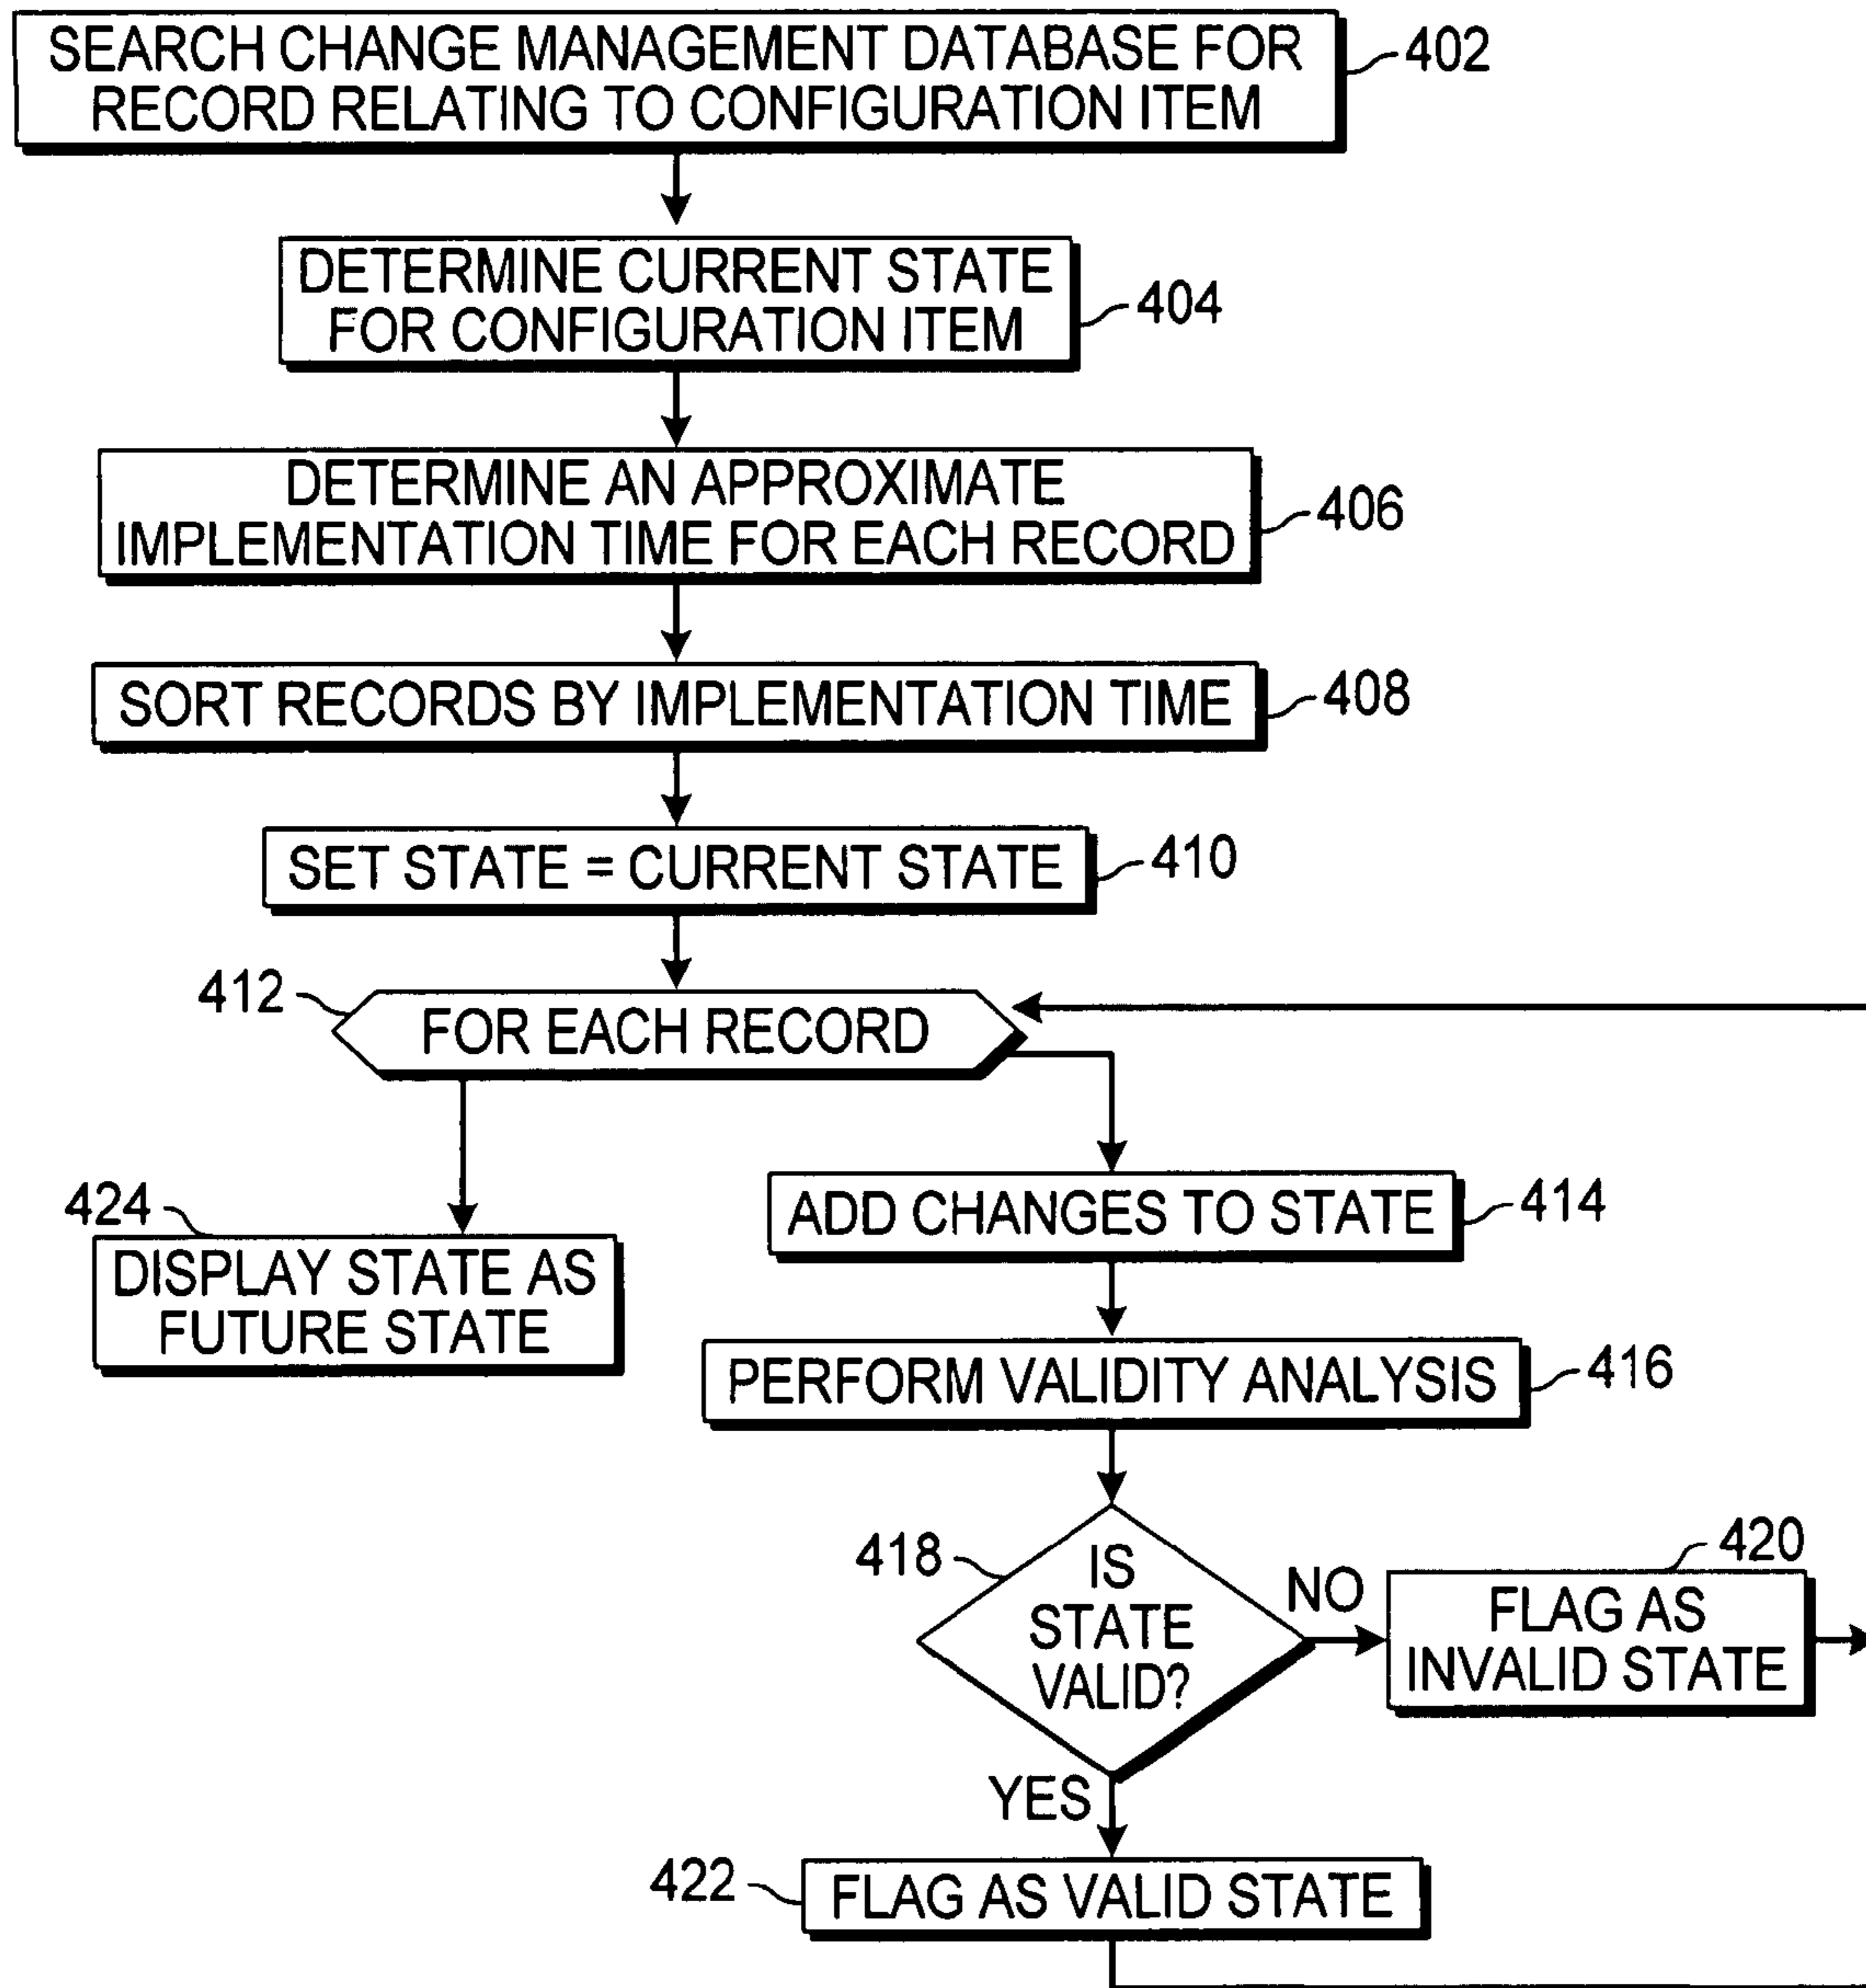 SEARCH CHANGE MANAGEMENT DATABASE FOR
RECORD RELATING TO CONFIGURATION ITEM
402
DETERMINE CURRENT STATE
FOR CONFIGURATION ITEM
404
DETERMINE AN APPROXIMATE
IMPLEMENTATION TIME FOR EACH RECORD
406
SORT RECORDS BY IMPLEMENTATION TIME
408
SET STATE = CURRENT STATE
410
412
FOR EACH RECORD
424
DISPLAY STATE AS
FUTURE STATE
ADD CHANGES TO STATE
414
PERFORM VALIDITY ANALYSIS
416
418
IS
STATE
VALID?
NO
420
FLAG AS
INVALID STATE
YES
422
FLAG AS VALID STATE